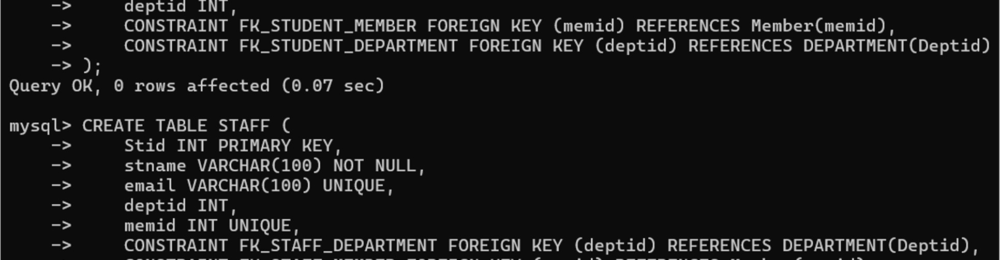 -> deptid INT,
-> CONSTRAINT FK_STUDENT_MEMBER FOREIGN KEY (memid) REFERENCES Member(memid),
-> CONSTRAINT FK_STUDENT_DEPARTMENT FOREIGN KEY (deptid) REFERENCES DEPARTMENT(Deptid)
-> );
Query OK, 0 rows affected (0.07 sec)
mysql> CREATE TABLE STAFF (
-> Stid INT PRIMARY KEY,
-> stname VARCHAR(100) NOT NULL,
-> email VARCHAR(100) UNIQUE,
-> deptid INT,
-> memid INT UNIQUE,
-> CONSTRAINT FK_STAFF_DEPARTMENT FOREIGN KEY (deptid) REFERENCES DEPARTMENT(Deptid),